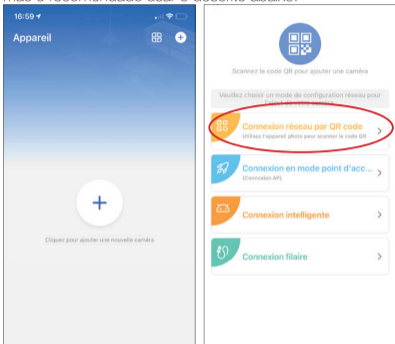 16:59
Appareil
Cliquez pour ajouter une nouvelle caméra
Scannez le code QR pour ajouter une caméra
Veuillez choisir un mode de configuration réseau pour
Connexion réseau par QR code
Utilisez l'appareil photo pour scanner le code QR
Connexion en mode point d'acc...
(Connexion AP)
Connexion intelligente
Connexion filaire